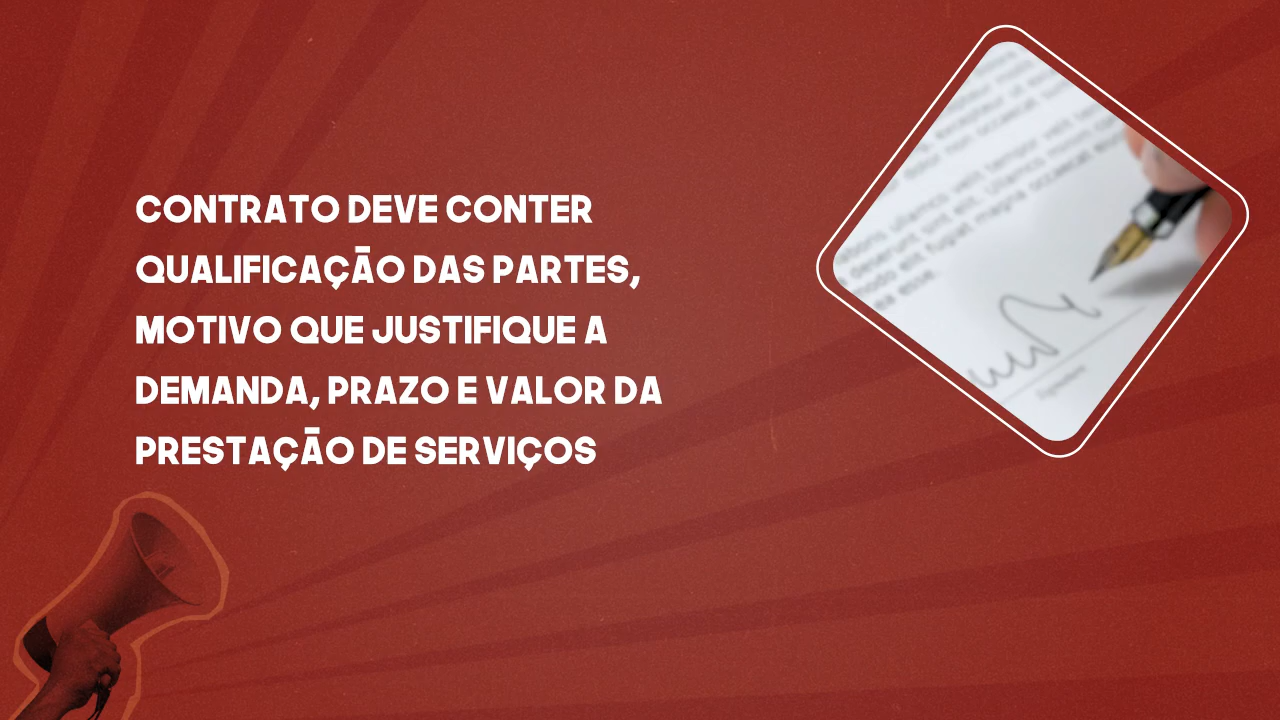 CONTRATO DEVE CONTER
QUALIFICAÇÃO DAS PARTES,
MOTIVO QUE JUSTIFIQUE A
DEMANDA, PRAZO E VALOR DA
PRESTAÇÃO DE SERVIÇOS